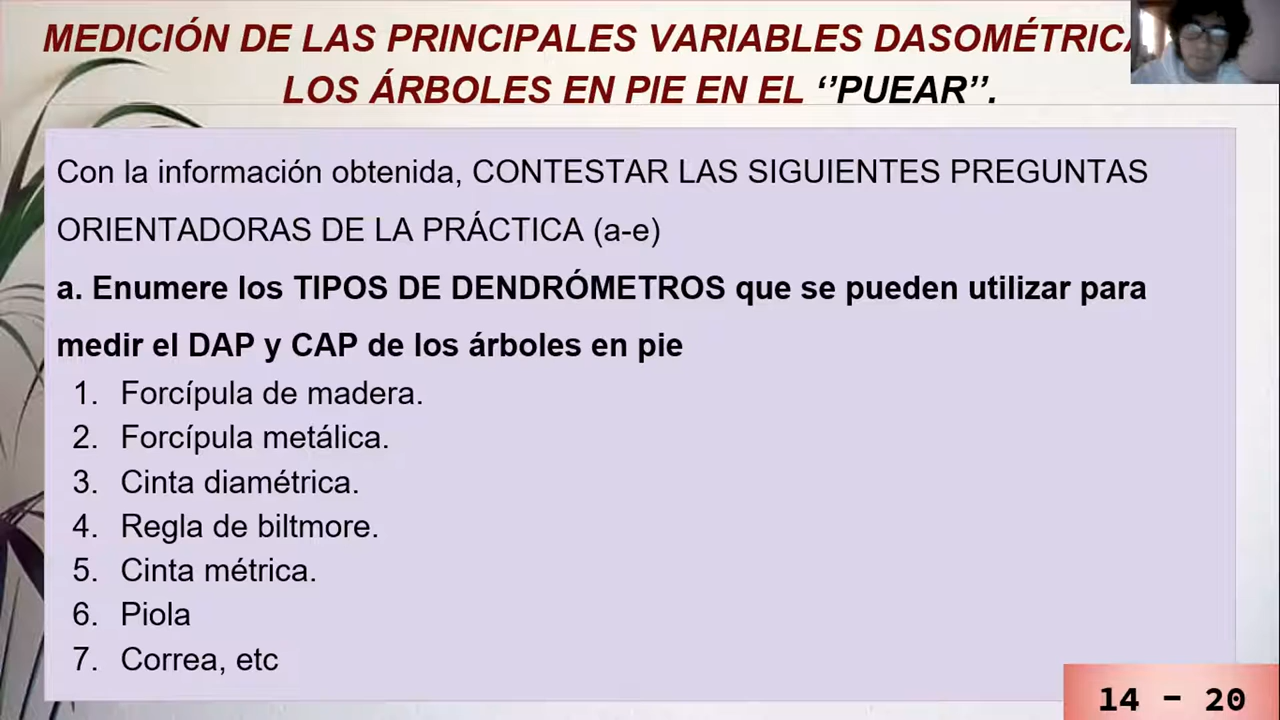 MEDICIÓN DE LAS PRINCIPALES VARIABLES DASOMÉTRICA
LOS ÁRBOLES EN PIE EN EL ‘’PUEAR’’.
Con la información obtenida, CONTESTAR LAS SIGUIENTES PREGUNTAS
ORIENTADORAS DE LA PRÁCTICA (a-e)
a. Enumere los TIPOS DE DENDRÓMETROS que se pueden utilizar para
medir el DAP y CAP de los árboles en pie
1. Forcípula de madera.
2. Forcípula metálica.
3. Cinta diamétrica.
4. Regla de biltmore.
5. Cinta métrica.
6. Piola
7. Correa, etc
14 - 20